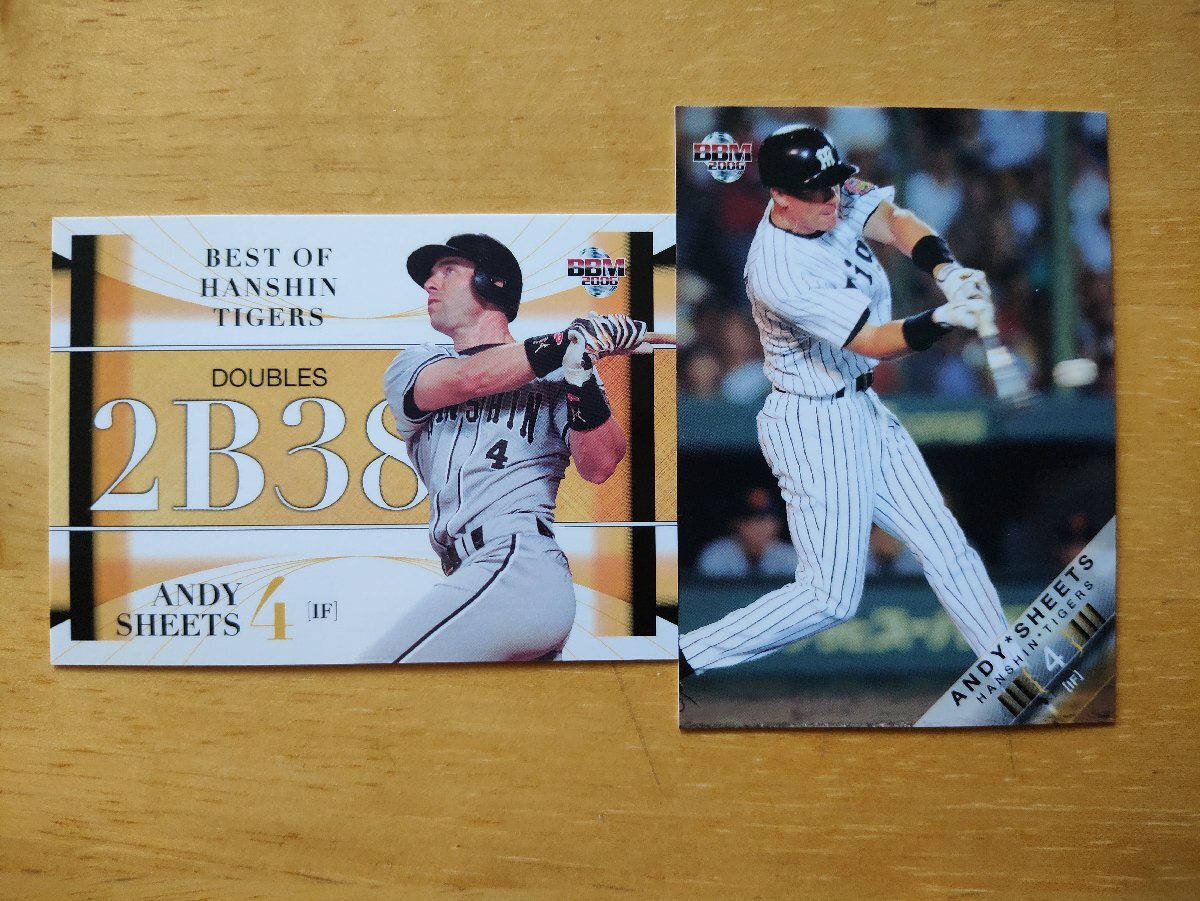 BEST OF
HANSHIN
TIGERS
BBM
2006
DOUBLES
2B38
4
ANDY
SHEETS
4
[IF]
BBM
2006
ANDY★SHEETS
HANSHIN・TIGERS
4
[IF]